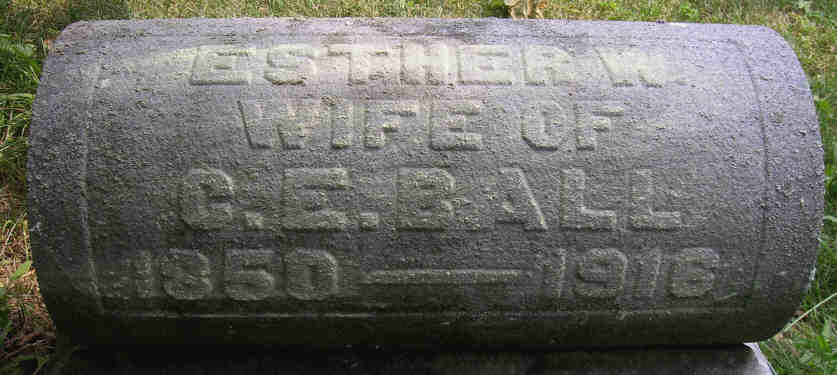 ESTHER W.
WIFE OF
C.E.BALL
1850 — 1916